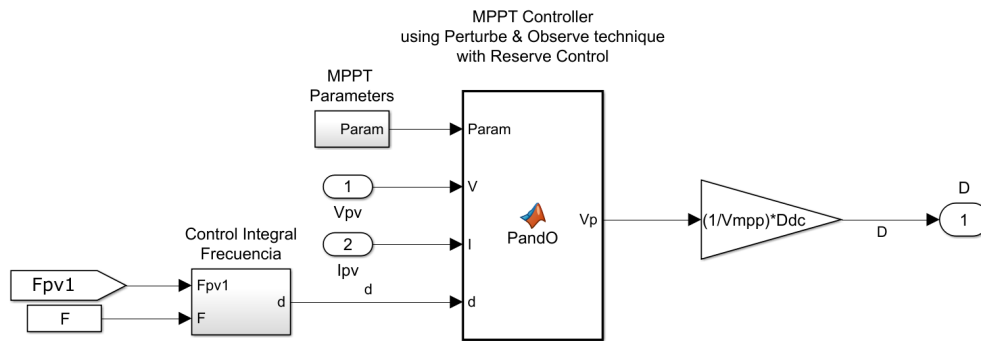 MPPT Controller
using Perturbe & Observe technique
with Reserve Control
MPPT
Parameters
Param
Param
1
V
Vpv
2
I
Ipv
PandO
Vp
(1/Vmpp)*Ddc
D
D
1
Control Integral
Frecuencia
Fpv1
Fpv1
F
F
d
d
d